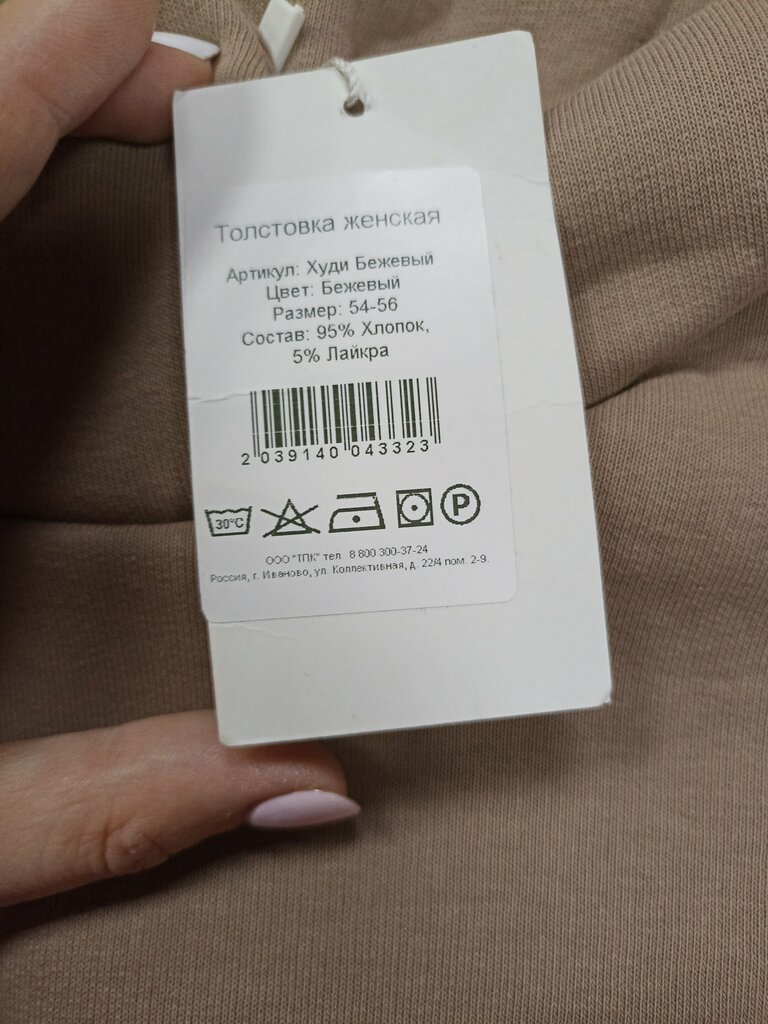 Толстовка женская
Артикул: Худи Бежевый
Цвет: Бежевый
Размер: 54-56
Состав: 95% Хлопок,
5% Лайкра
2 039140 043323
30°C
P
ООО "ТПК" тел. 8 800 300-37-24
Россия, г. Иваново, ул. Коллективная, д. 22/4 пом. 2-9.